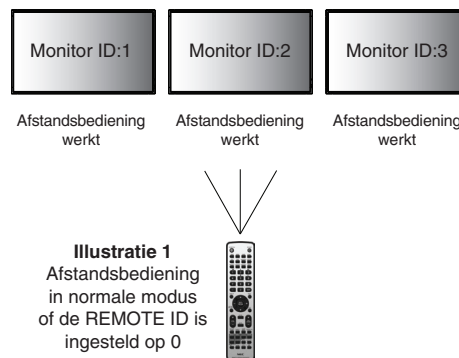 Monitor ID:1
Monitor ID:2
Monitor ID:3
Afstandsbediening
werkt
Afstandsbediening
werkt
Afstandsbediening
werkt
Illustratie 1
Afstandsbediening
in normale modus
of de REMOTE ID is
ingesteld op 0